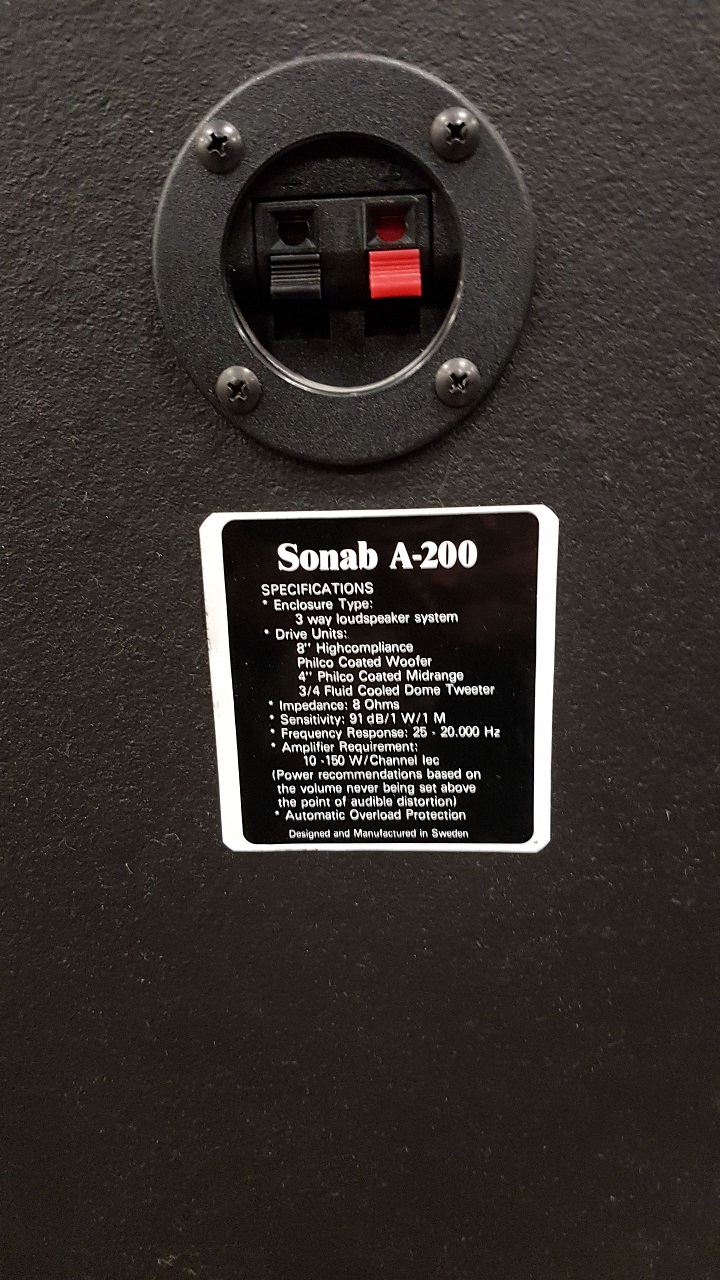 Sonab A-200
SPECIFICATIONS
* Enclosure Type:
3 way loudspeaker system
* Drive Units:
8" Highcompliance
Philco Coated Woofer
4" Philco Coated Midrange
3/4 Fluid Cooled Dome Tweeter
* Impedance: 8 Ohms
* Sensitivity: 91 dB/1 W/1 M
* Frequency Response: 25 - 20.000 Hz
* Amplifier Requirement:
10 -150 W/Channel Iec
(Power recommendations based on
the volume never being set above
the point of audible distortion)
* Automatic Overload Protection
Designed and Manufactured in Sweden